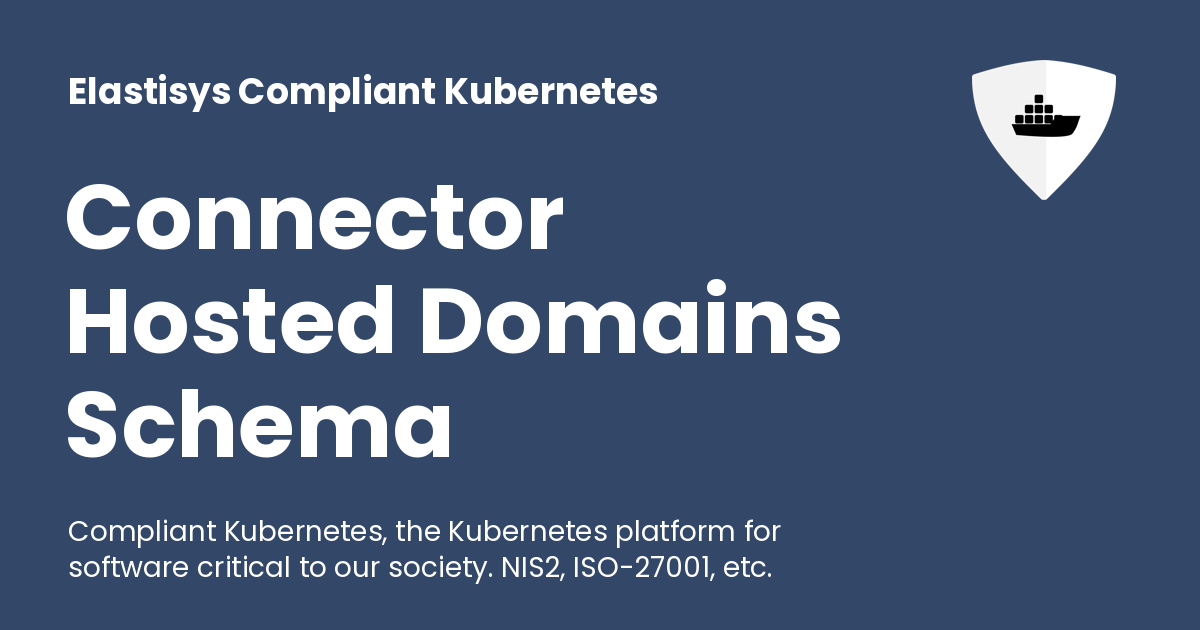 Elastisys Compliant Kubernetes
Connector
Hosted Domains
Schema
Compliant Kubernetes, the Kubernetes platform for
software critical to our society. NIS2, ISO-27001, etc.